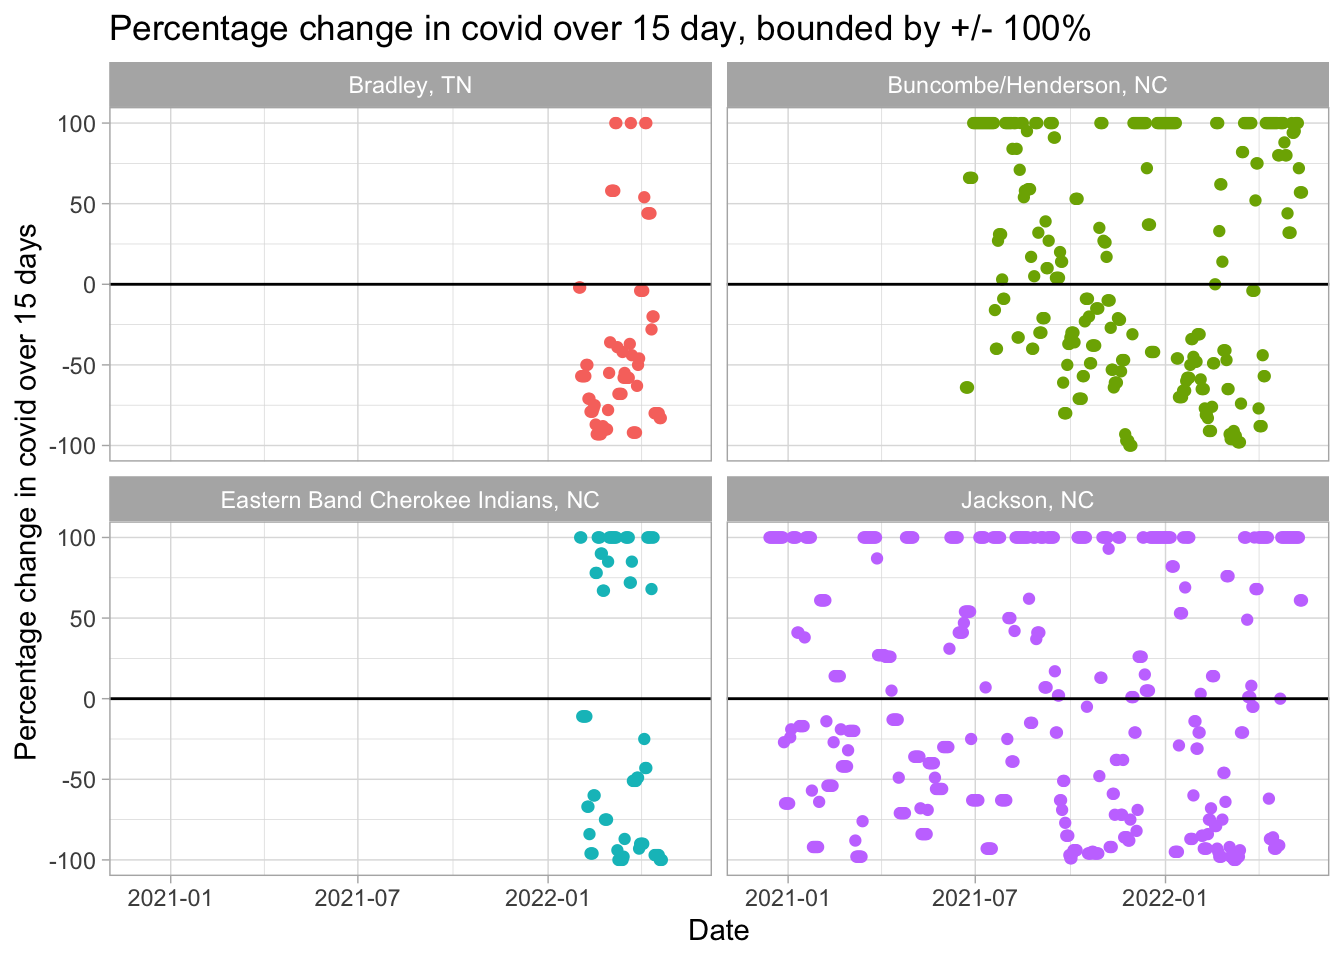 Percentage change in covid over 15 day, bounded by +/- 100%
Bradley, TN
Buncombe/Henderson, NC
100
50
0
-50
-100
Percentage change in covid over 15 days
Eastern Band Cherokee Indians, NC
Jackson, NC
100
50
0
-50
-100
2021-01
2021-07
2022-01
2021-01
2021-07
2022-01
Date